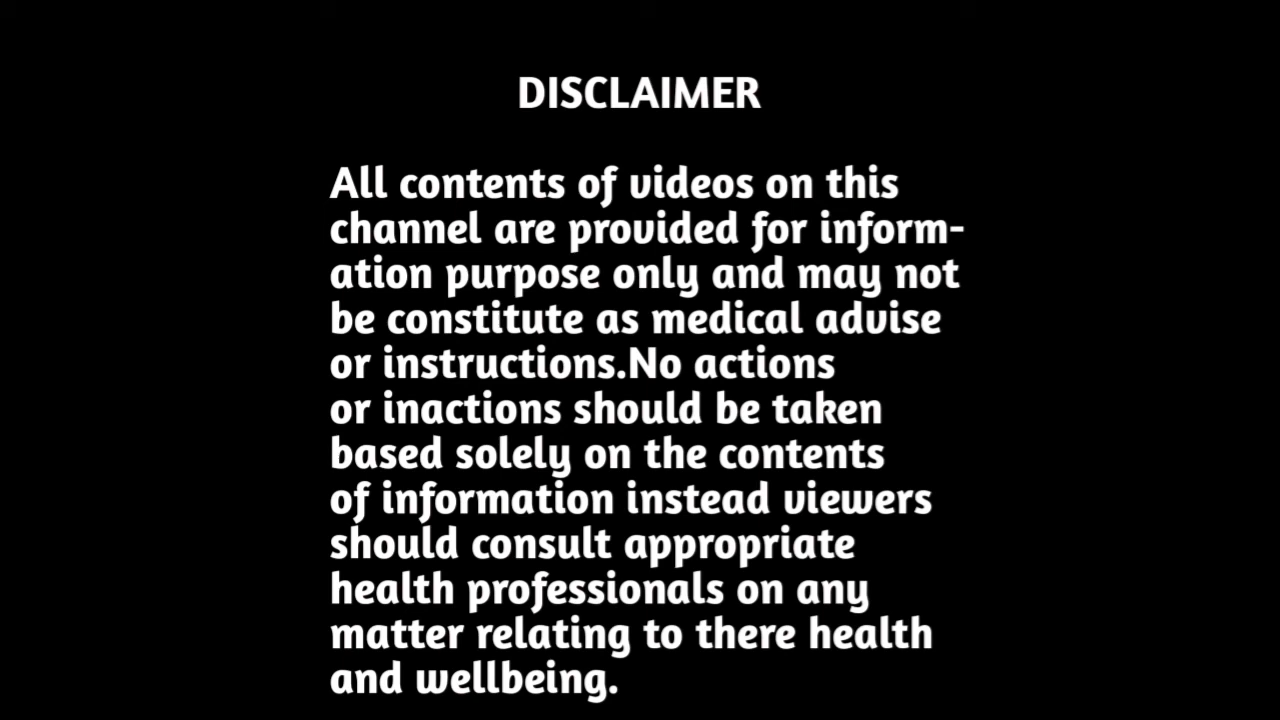 DISCLAIMER
All contents of videos on this
channel are provided for inform-
ation purpose only and may not
be constitute as medical advise
or instructions.No actions
or inactions should be taken
based solely on the contents
of information instead viewers
should consult appropriate
health professionals on any
matter relating to there health
and wellbeing.